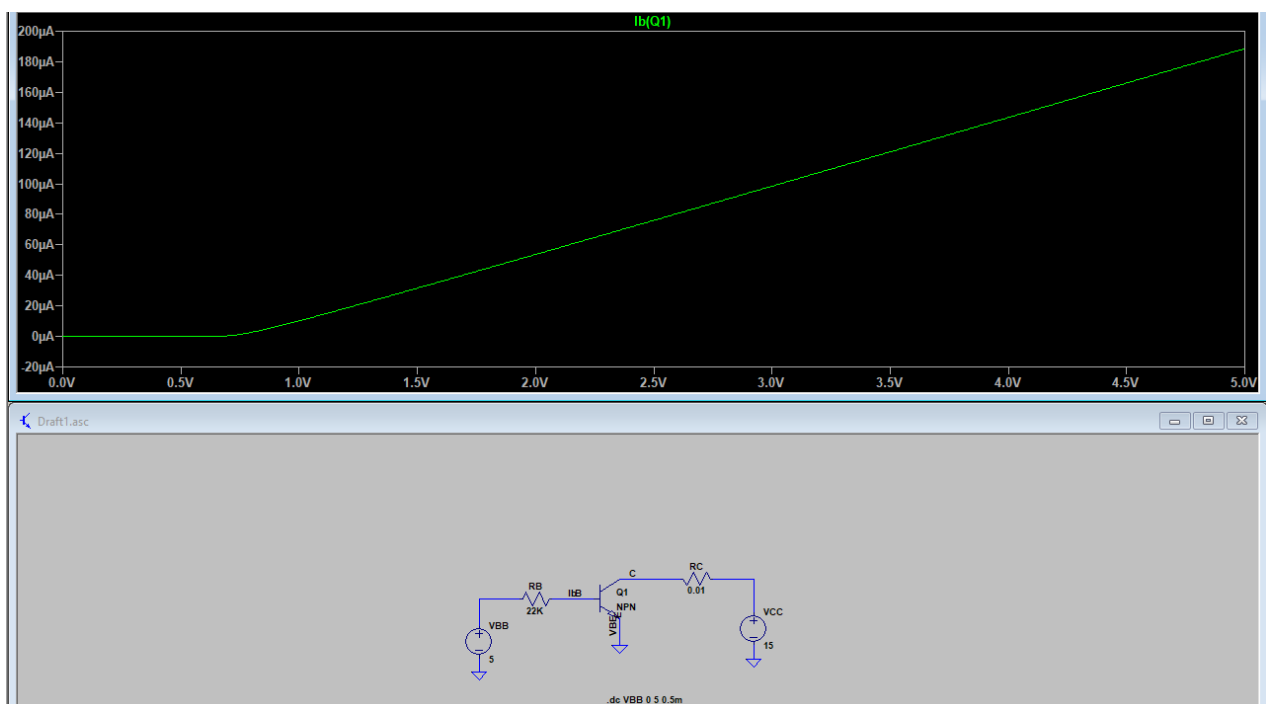 Ib(Q1)
200µA
180µA
160µA
140µA
120µA
100µA
80µA
60µA
40µA
20µA
0µA
-20µA
0.0V 0.5V 1.0V 1.5V 2.0V 2.5V 3.0V 3.5V 4.0V 4.5V 5.0V
Draft1.asc
RB
22K
C
Q1
NPN
RC
0.01
VBB
5
VCC
15
.dc VBB 0 5 0.5m